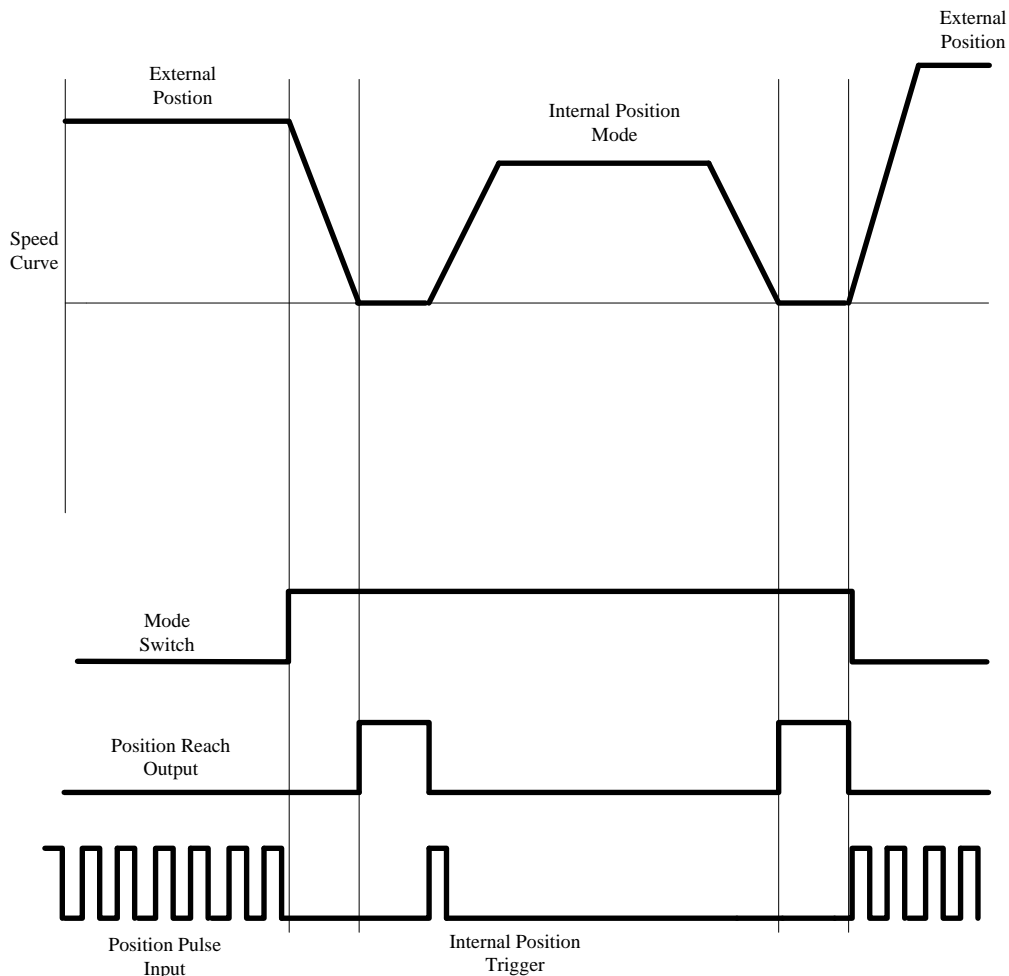 External
Position
External
Postion
Internal Position
Mode
Speed
Curve
Mode
Switch
Position Reach
Output
Position Pulse
Input
Internal Position
Trigger